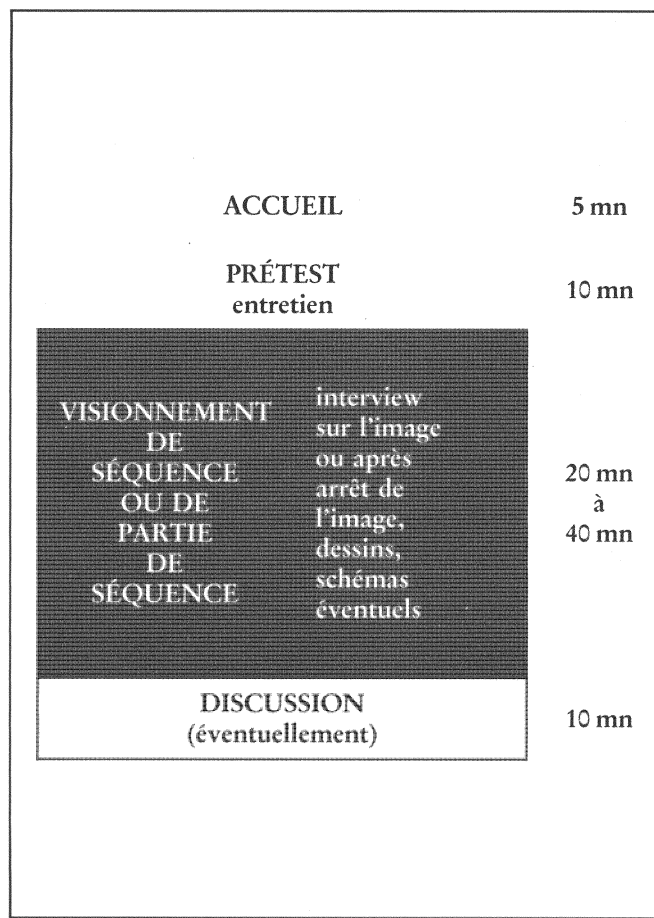 ACCUEIL 5 mn
PRÉTEST
entretien
10 mn
VISIONNEMENT
DE
SÉQUENCE
OU DE
PARTIE
DE
SÉQUENCE
interview
sur l'image
ou après
arrêt de
l'image,
dessins,
schémas
éventuels
20 mn
à
40 mn
DISCUSSION
(éventuellement)
10 mn